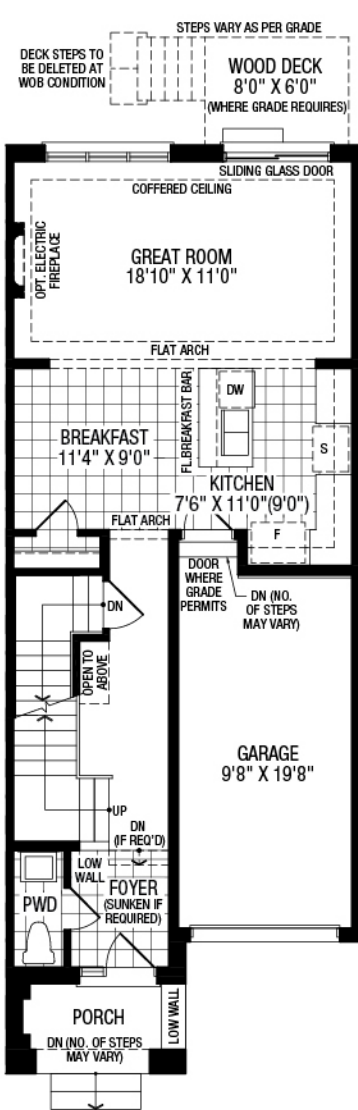 STEPS VARY AS PER GRADE
DECK STEPS TO
BE DELETED AT
WOB CONDITION
WOOD DECK
8'0" X 6'0"
(WHERE GRADE REQUIRES)
SLIDING GLASS DOOR
COFFERED CEILING
OPT. ELECTRIC
FIREPLACE
GREAT ROOM
18'10" X 11'0"
FLAT ARCH
FL.BREAKFAST BAR
DW
BREAKFAST
11'4" X 9'0"
S
KITCHEN
7'6" X 11'0"(9'0")
FLAT ARCH
F
DOOR
WHERE
GRADE
PERMITS
DN (NO.
OF STEPS
MAY VARY)
DN
OPEN TO
ABOVE
GARAGE
9'8" X 19'8"
UP
DN
(IF REQ'D)
LOW
WALL
FOYER
(SUNKEN IF
REQUIRED)
PWD
PORCH
LOW WALL
DN (NO. OF STEPS
MAY VARY)